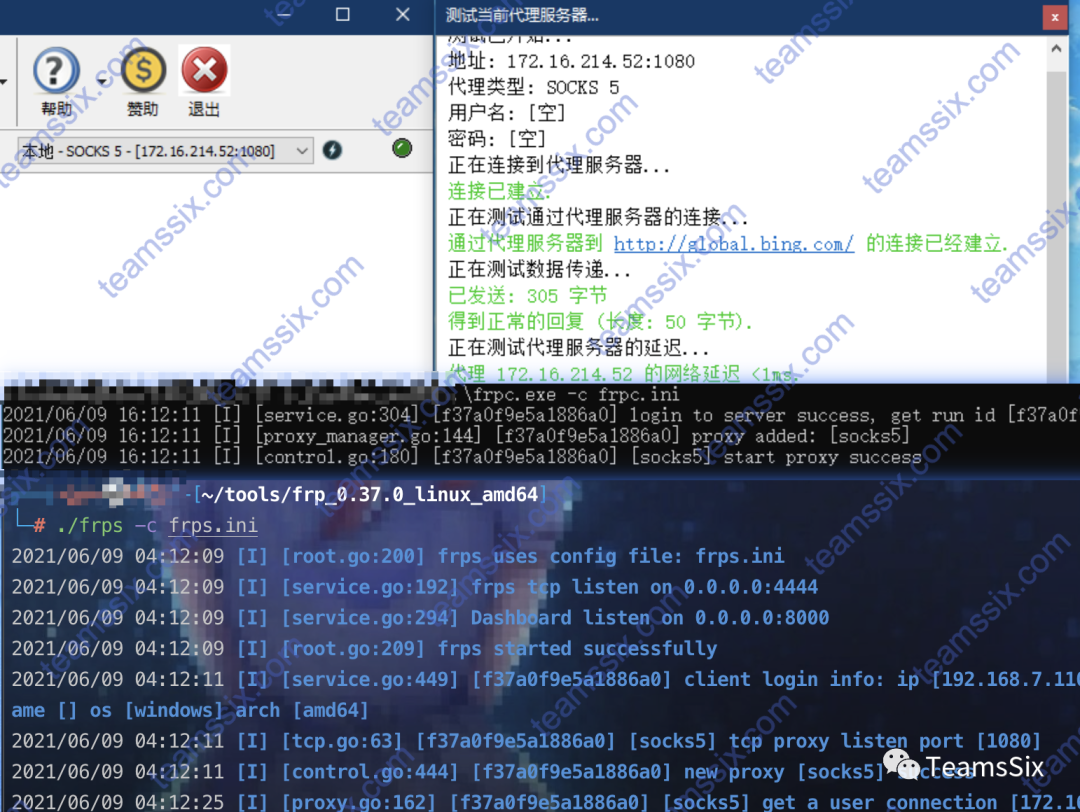 测试当前代理服务器...
帮助
赞助
退出
本地 - SOCKS 5 - [172.16.214.52:1080]
测试已开始...
地址: 172.16.214.52:1080
代理类型: SOCKS 5
用户名: [空]
密码: [空]
正在连接到代理服务器...
连接已建立.
正在测试通过代理服务器的连接...
通过代理服务器到 http://global.bing.com/ 的连接已经建立.
正在测试数据传递...
已发送: 305 字节
得到正常的回复 (长度: 50 字节).
正在测试代理服务器的延迟...
代理 172.16.214.52 的网络延迟 <1ms.
\frpc.exe -c frpc.ini
2021/06/09 16:12:11 [I] [service.go:304] [f37a0f9e5a1886a0] login to server success, get run id [f37a0f
2021/06/09 16:12:11 [I] [proxy_manager.go:144] [f37a0f9e5a1886a0] proxy added: [socks5]
2021/06/09 16:12:11 [I] [control.go:180] [f37a0f9e5a1886a0] [socks5] start proxy success
-[~/tools/frp_0.37.0_linux_amd64]
└─# ./frps -c frps.ini
2021/06/09 04:12:09 [I] [root.go:200] frps uses config file: frps.ini
2021/06/09 04:12:09 [I] [service.go:192] frps tcp listen on 0.0.0.0:4444
2021/06/09 04:12:09 [I] [service.go:294] Dashboard listen on 0.0.0.0:8000
2021/06/09 04:12:09 [I] [root.go:209] frps started successfully
2021/06/09 04:12:11 [I] [service.go:449] [f37a0f9e5a1886a0] client login info: ip [192.168.7.110
ame [] os [windows] arch [amd64]
2021/06/09 04:12:11 [I] [tcp.go:63] [f37a0f9e5a1886a0] [socks5] tcp proxy listen port [1080]
2021/06/09 04:12:11 [I] [control.go:444] [f37a0f9e5a1886a0] new proxy [socks5] success
2021/06/09 04:12:25 [I] [proxy.go:162] [f37a0f9e5a1886a0] [socks5] get a user connection [172.16
TeamsSix
teamssix.com